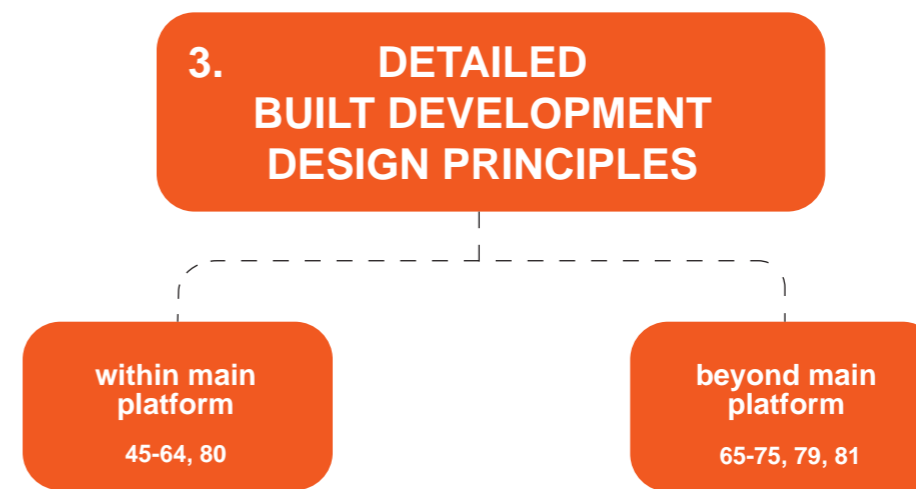 3. DETAILED
BUILT DEVELOPMENT
DESIGN PRINCIPLES
within main
platform
45-64, 80
beyond main
platform
65-75, 79, 81